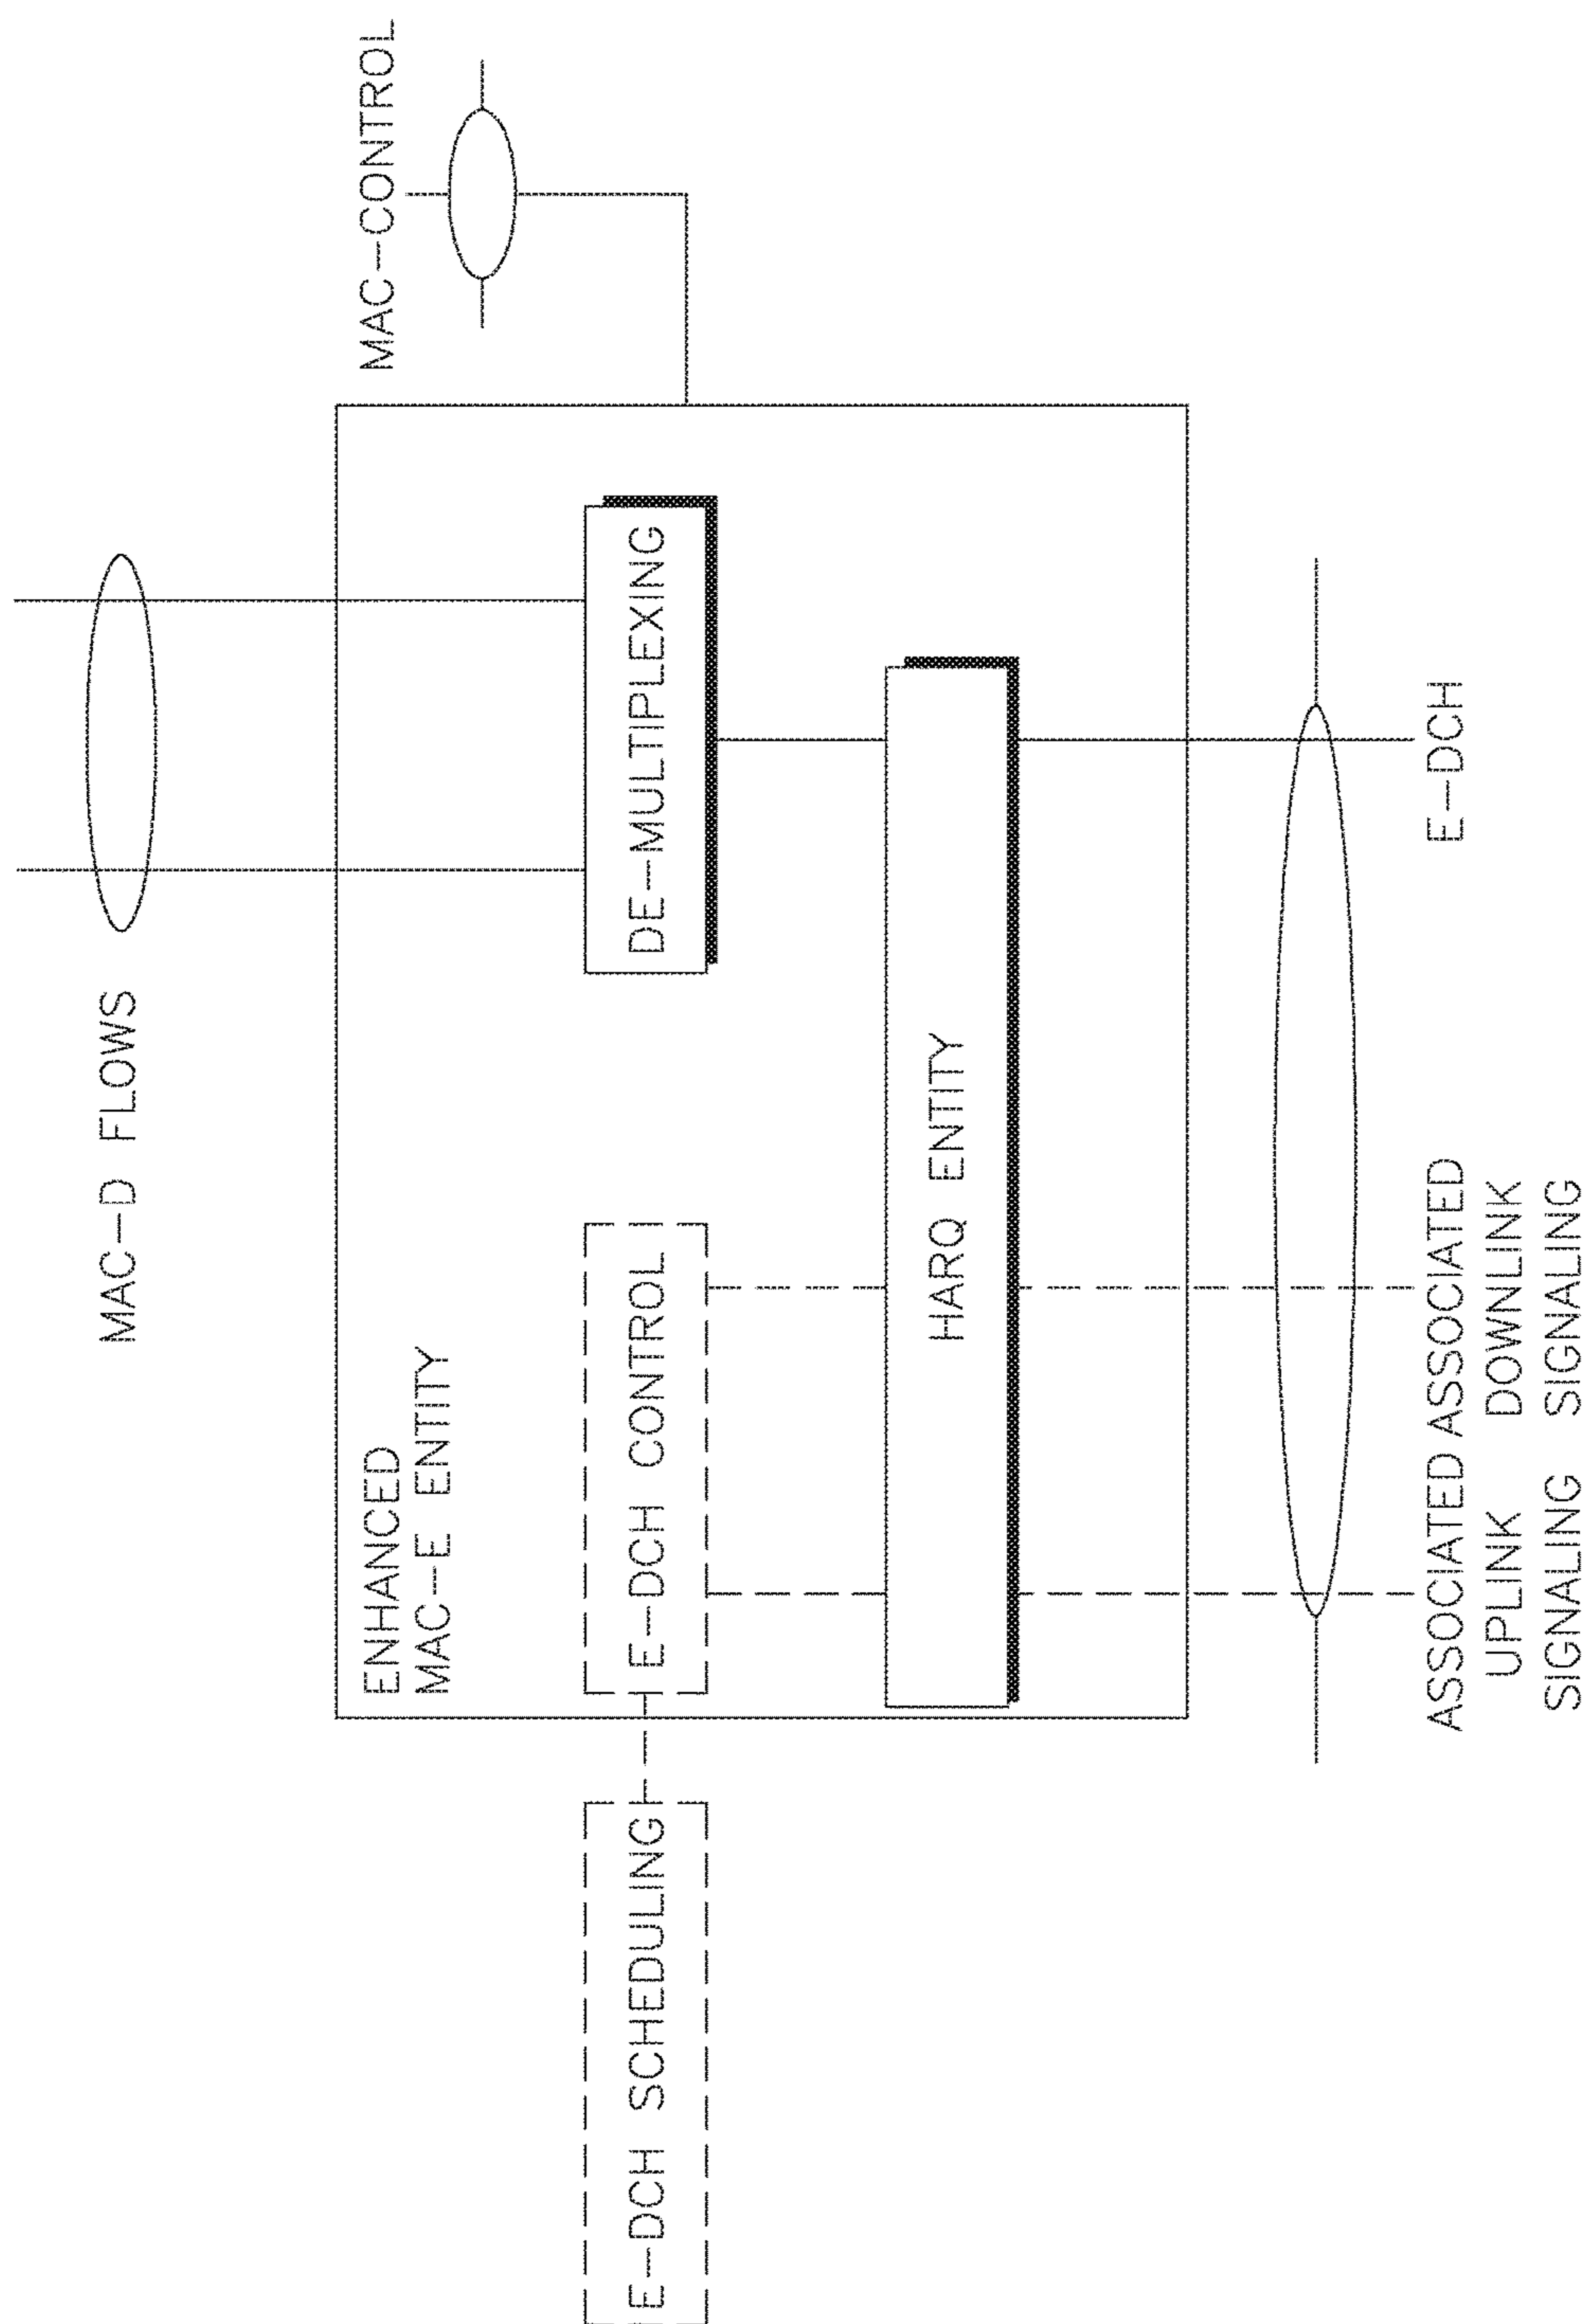 MAC-D FLOWS
MAC-CONTROL
ENHANCED
MAC-E ENTITY
E-DCH SCHEDULING
E-DCH CONTROL
DE-MULTIPLEXING
HARQ ENTITY
ASSOCIATED ASSOCIATED
UPLINK DOWNLINK
SIGNALING SIGNALING
E-DCH